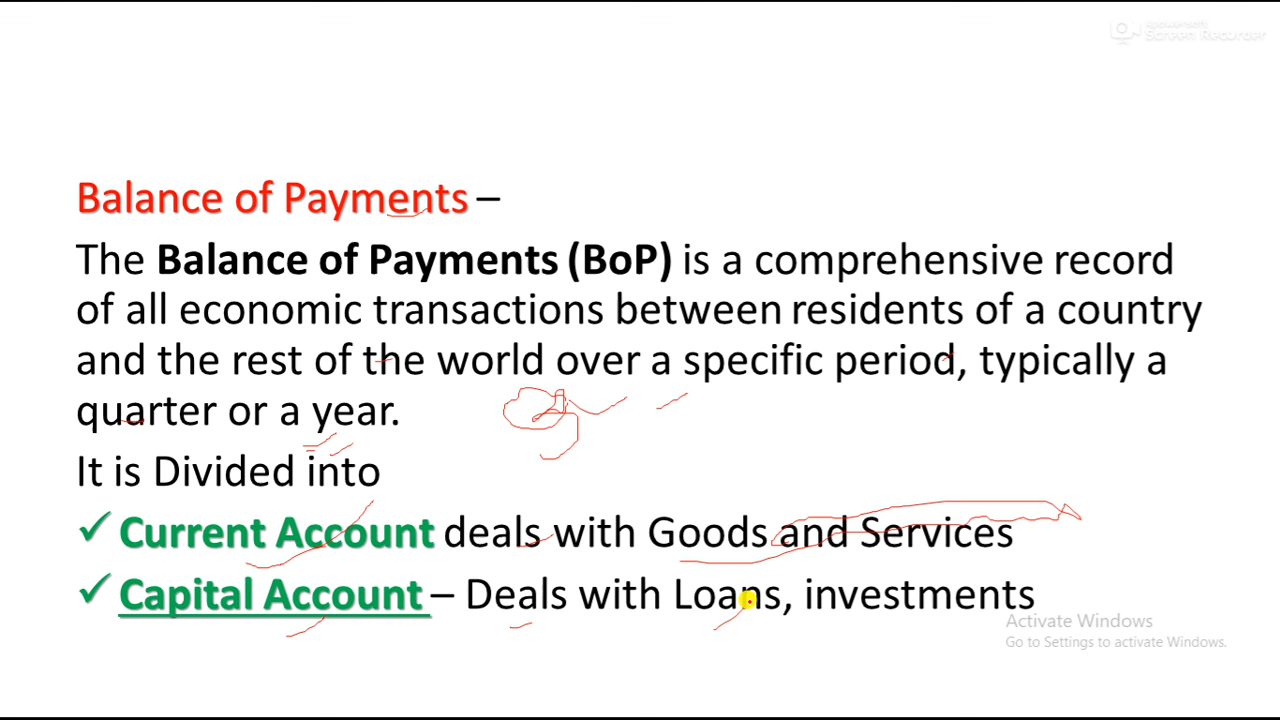 Apowersoft
Screen Recorder
Balance of Payments –
The Balance of Payments (BoP) is a comprehensive record
of all economic transactions between residents of a country
and the rest of the world over a specific period, typically a
quarter or a year.
It is Divided into
✓ Current Account deals with Goods and Services
✓ Capital Account – Deals with Loans, investments
Activate Windows
Go to Settings to activate Windows.